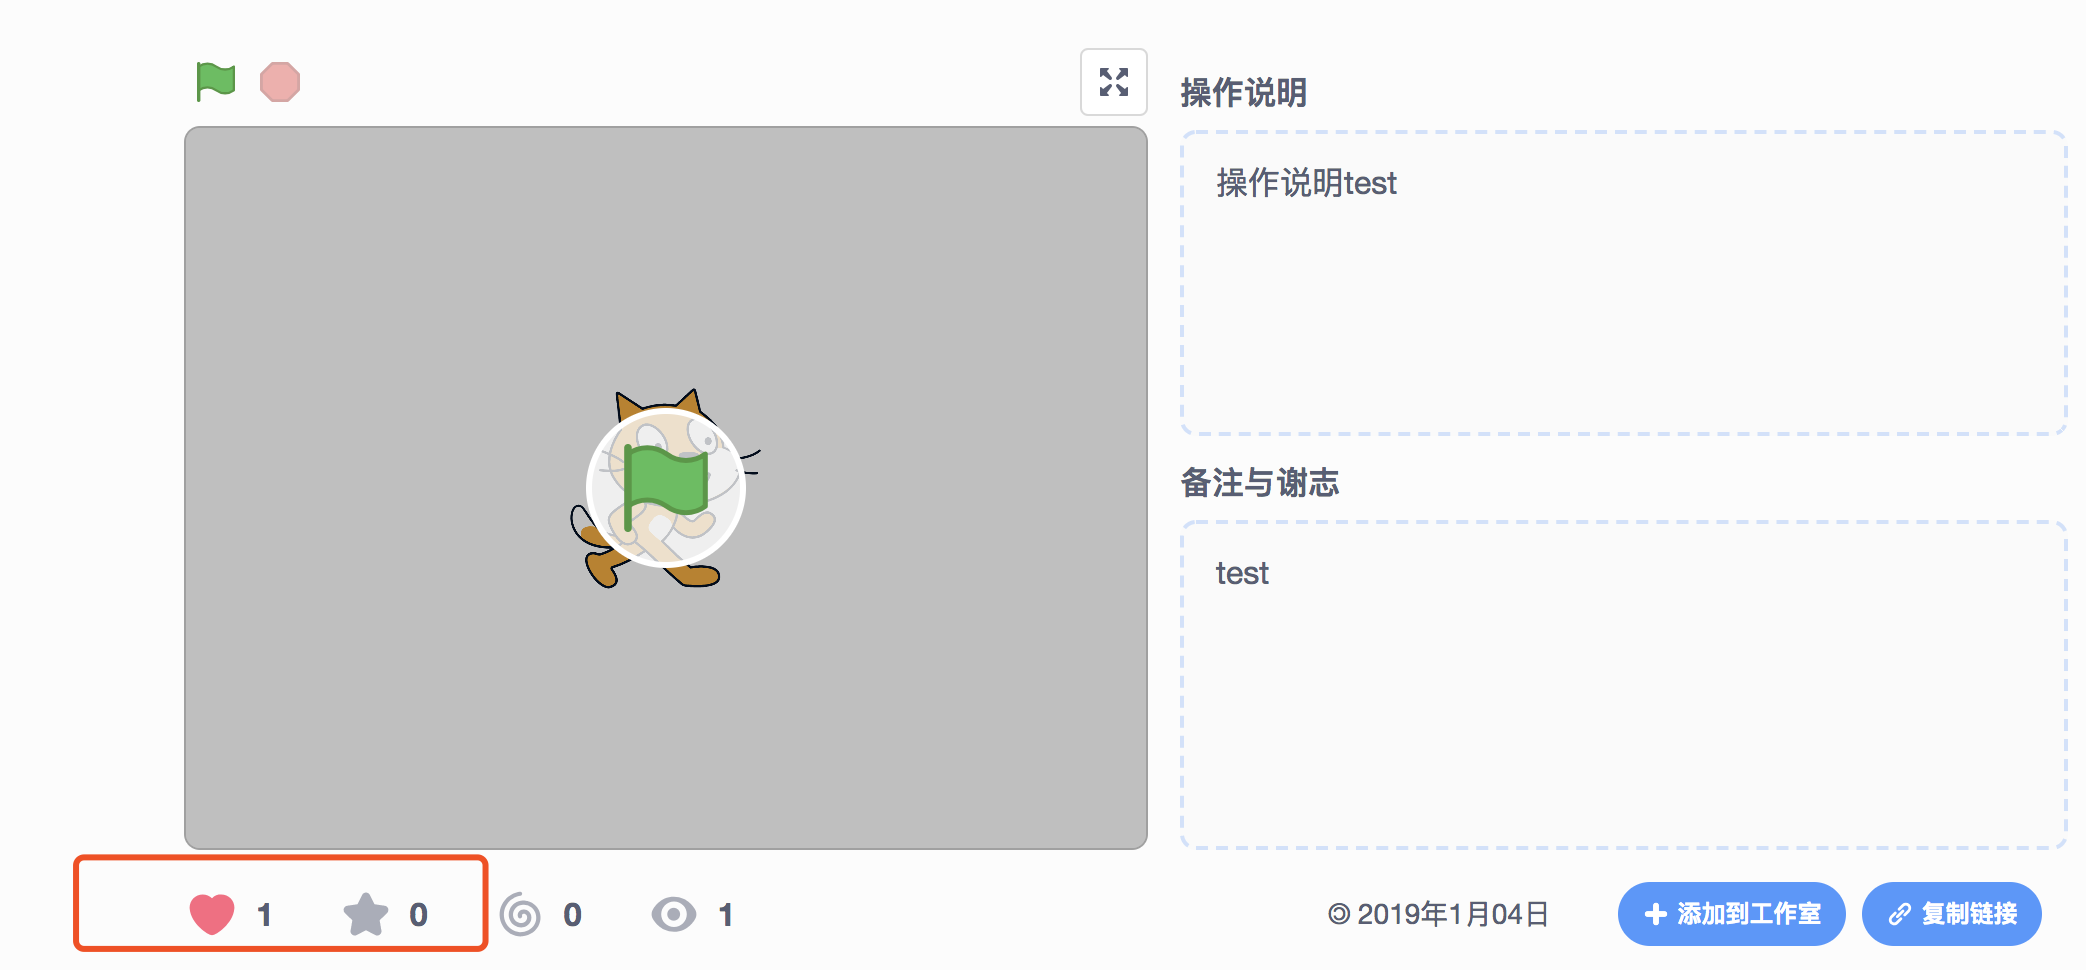 操作说明
操作说明test
备注与谢志
test
1 0 0 1
© 2019年1月04日
添加到工作室
复制链接